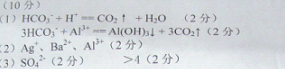 (10分)
(1) HCO₃⁻ + H⁺ == CO₂↑ + H₂O (2分)
3HCO₃⁻ + Al³⁺ == Al(OH)₃↓ + 3CO₂↑ (2分)
(2) Ag⁺、Ba²⁺、Al³⁺ (2分)
(3) SO₄²⁻ (2分) >4 (2分)